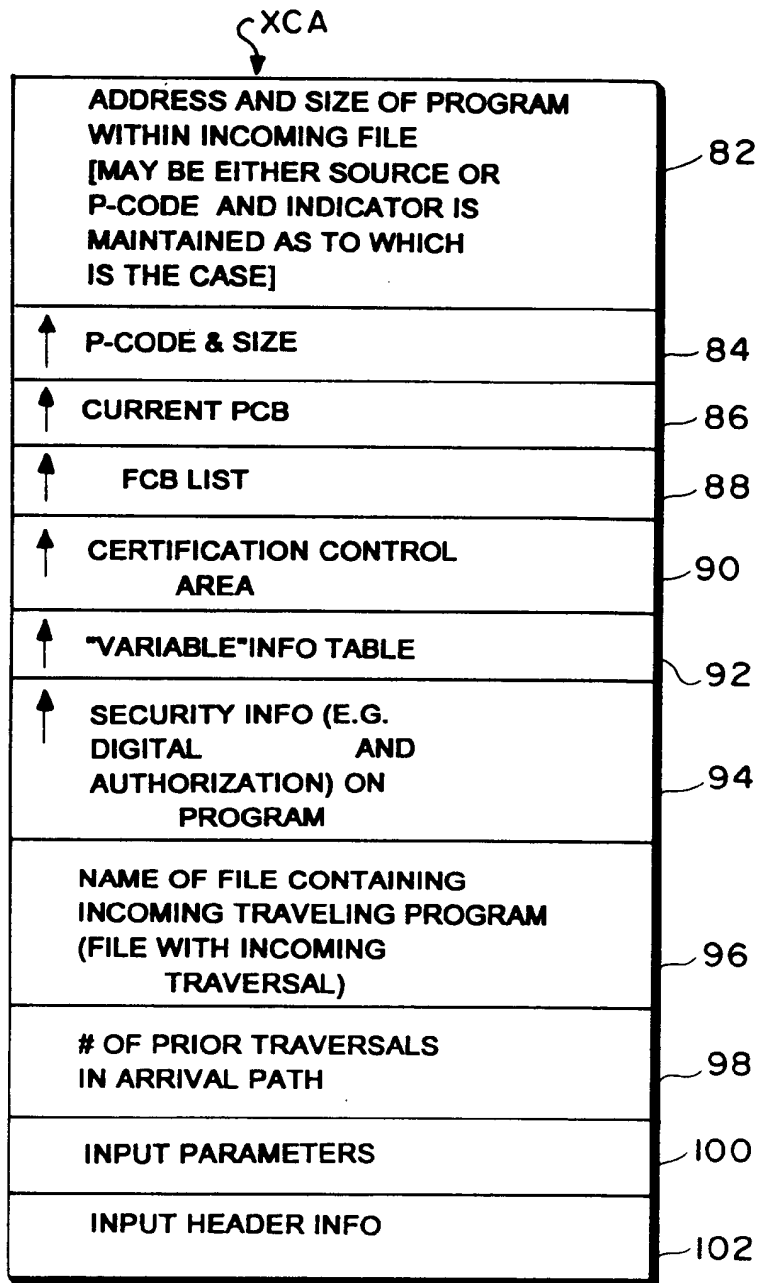 XCA
ADDRESS AND SIZE OF PROGRAM
WITHIN INCOMING FILE
[MAY BE EITHER SOURCE OR
P-CODE AND INDICATOR IS
MAINTAINED AS TO WHICH
IS THE CASE]
82
P-CODE & SIZE
84
CURRENT PCB
86
FCB LIST
88
CERTIFICATION CONTROL
AREA
90
"VARIABLE"INFO TABLE
92
SECURITY INFO (E.G.
DIGITAL AND
AUTHORIZATION) ON
PROGRAM
94
NAME OF FILE CONTAINING
INCOMING TRAVELING PROGRAM
(FILE WITH INCOMING
TRAVERSAL)
96
# OF PRIOR TRAVERSALS
IN ARRIVAL PATH
98
INPUT PARAMETERS
100
INPUT HEADER INFO
102